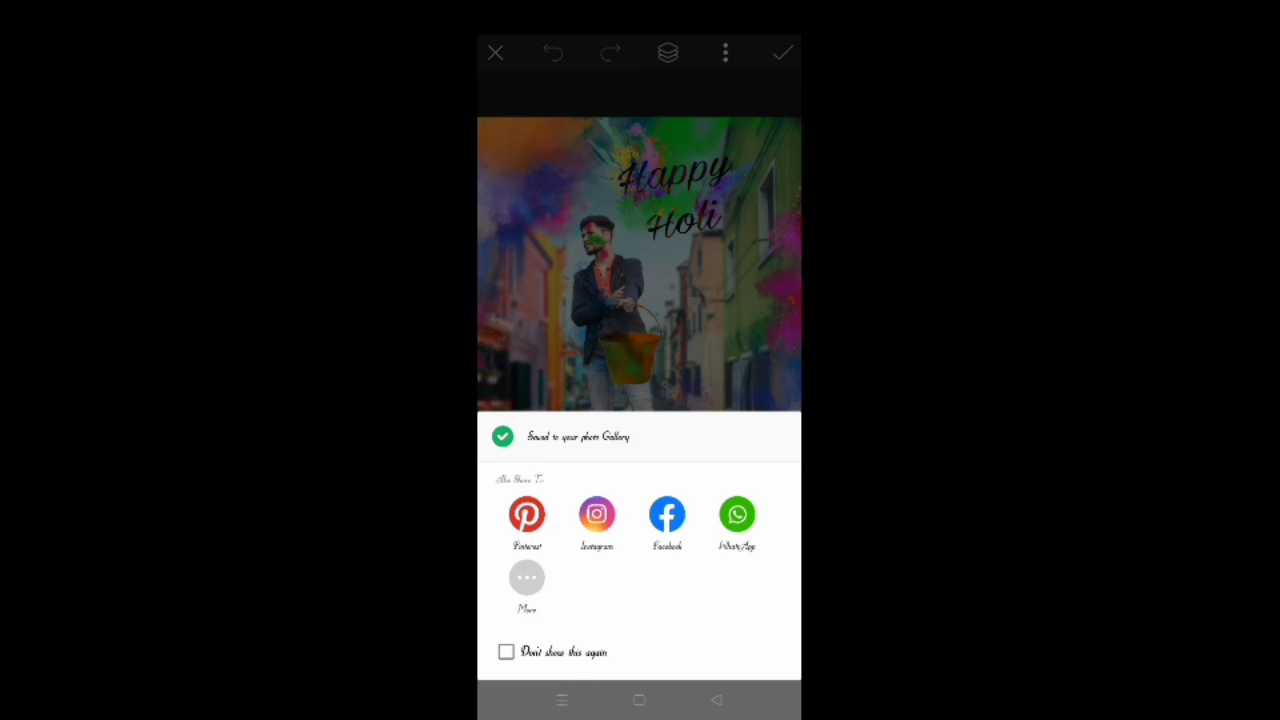 Happy
Holi
Saved to your photo Gallery
Also Share To
Pinterest
Instagram
Facebook
WhatsApp
More
Don't show this again